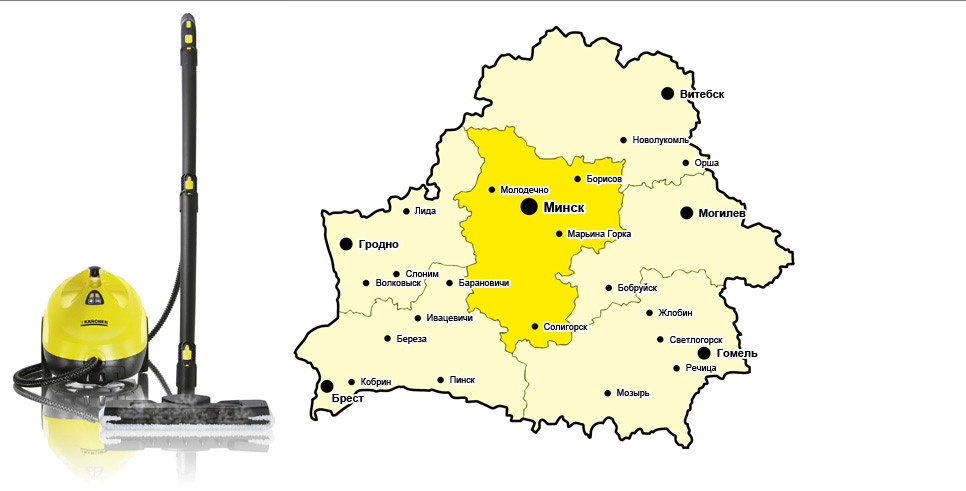 KARCHER
Витебск
Новолукомль
Орша
Борисов
Молодечно
Минск
Могилев
Лида
Марьина Горка
Гродно
Слоним
Волковыск
Барановичи
Бобруйск
Жлобин
Ивацевичи
Солигорск
Береза
Светлогорск
Гомель
Речица
Кобрин
Пинск
Брест
Мозырь